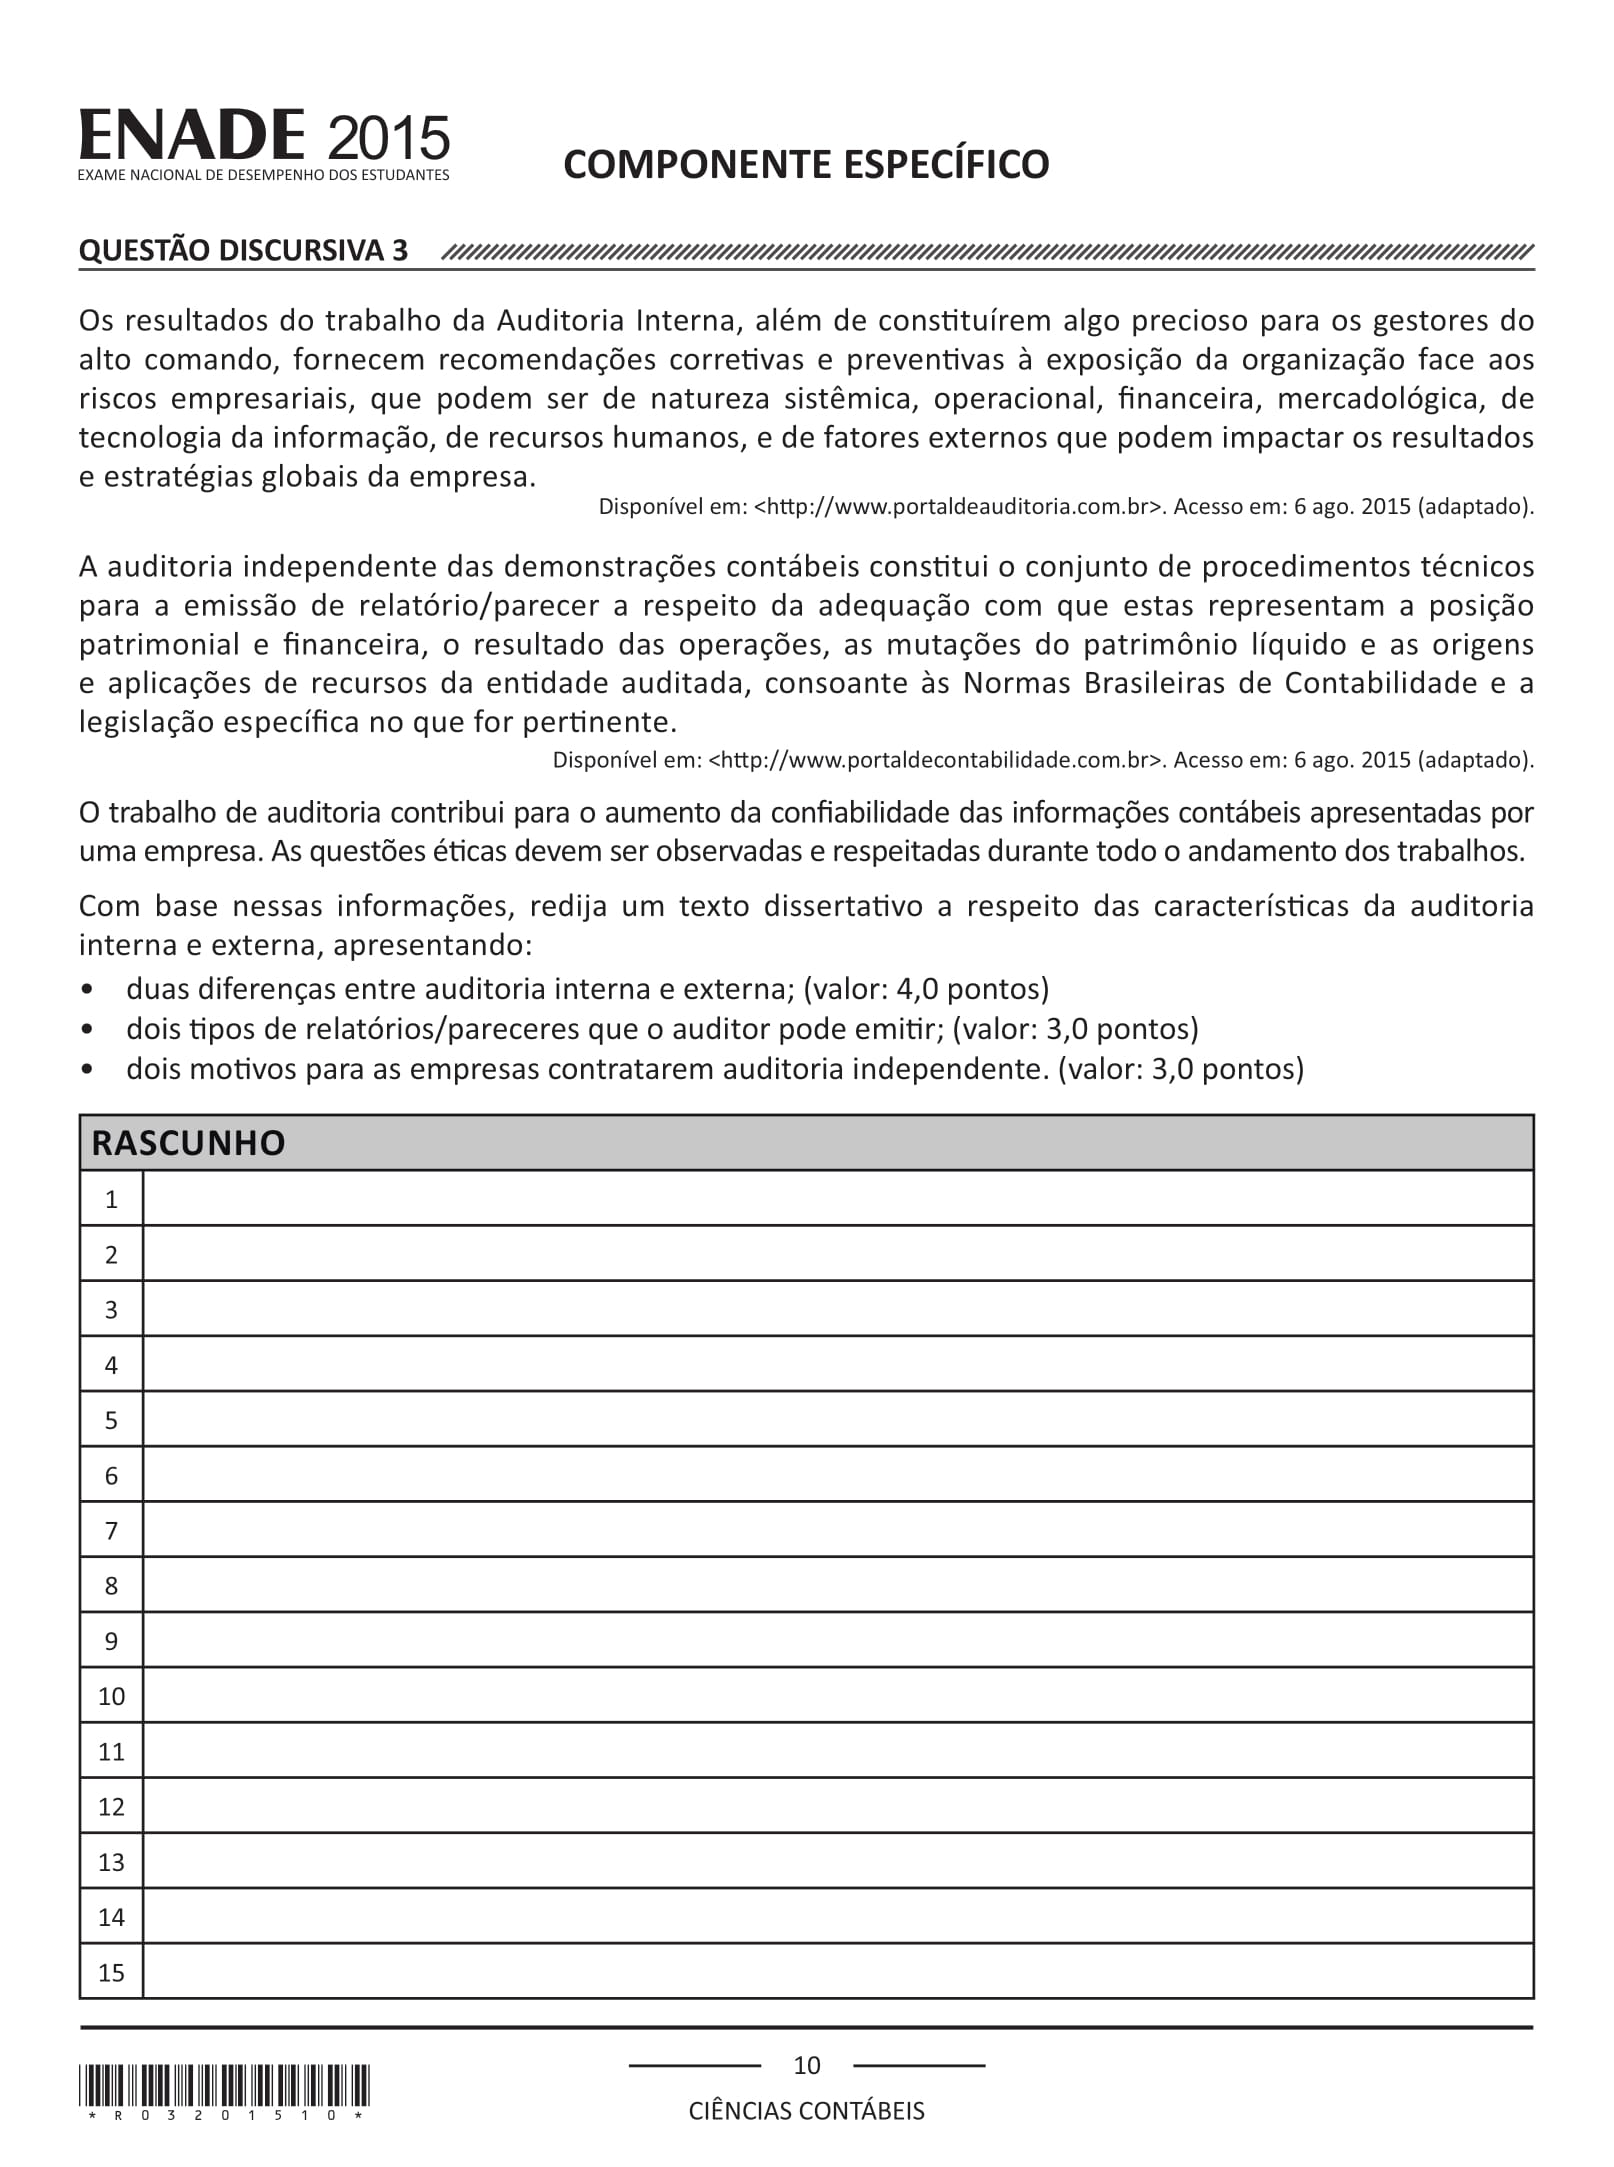 ENADE 2015
EXAME NACIONAL DE DESEMPENHO DOS ESTUDANTES
COMPONENTE ESPECÍFICO
QUESTÃO DISCURSIVA 3
Os resultados do trabalho da Auditoria Interna, além de constituírem algo precioso para os gestores do
alto comando, fornecem recomendações corretivas e preventivas à exposição da organização face aos
riscos empresariais, que podem ser de natureza sistêmica, operacional, financeira, mercadológica, de
tecnologia da informação, de recursos humanos, e de fatores externos que podem impactar os resultados
e estratégias globais da empresa.
Disponível em: <http://www.portaldeauditoria.com.br>. Acesso em: 6 ago. 2015 (adaptado).
A auditoria independente das demonstrações contábeis constitui o conjunto de procedimentos técnicos
para a emissão de relatório/parecer a respeito da adequação com que estas representam a posição
patrimonial e financeira, o resultado das operações, as mutações do patrimônio líquido e as origens
e aplicações de recursos da entidade auditada, consoante às Normas Brasileiras de Contabilidade e a
legislação específica no que for pertinente.
Disponível em: <http://www.portaldecontabilidade.com.br>. Acesso em: 6 ago. 2015 (adaptado).
O trabalho de auditoria contribui para o aumento da confiabilidade das informações contábeis apresentadas por
uma empresa. As questões éticas devem ser observadas e respeitadas durante todo o andamento dos trabalhos.
Com base nessas informações, redija um texto dissertativo a respeito das características da auditoria
interna e externa, apresentando:
• duas diferenças entre auditoria interna e externa; (valor: 4,0 pontos)
• dois tipos de relatórios/pareceres que o auditor pode emitir; (valor: 3,0 pontos)
• dois motivos para as empresas contratarem auditoria independente. (valor: 3,0 pontos)
RASCUNHO
1
2
3
4
5
6
7
8
9
10
11
12
13
14
15
10
CIÊNCIAS CONTÁBEIS
* R 0 3 2 0 1 5 1 0 *